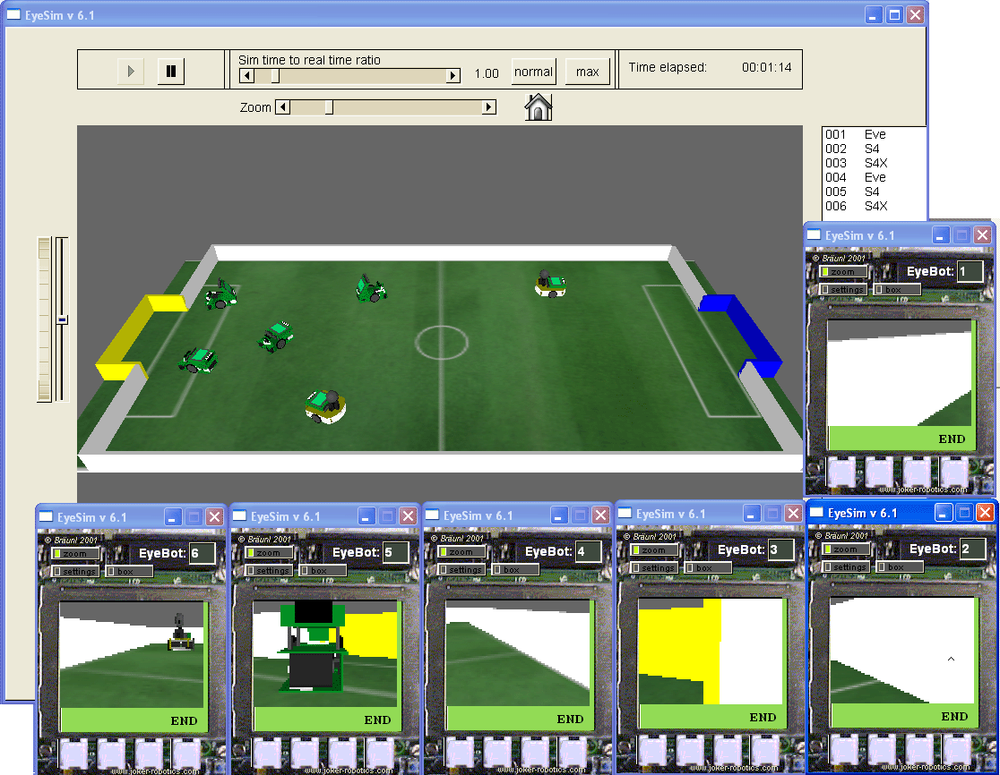 EyeSim v 6.1
Sim time to real time ratio
1.00
normal
max
Time elapsed:
00:01:14
Zoom
001 Eve
002 S4
003 S4X
004 Eve
005 S4
006 S4X
EyeSim v 6.1
© Bräunl 2001
zoom
EyeBot: 1
settings
box
END
www.joker-robotics.com
EyeSim v 6.1
© Bräunl 2001
zoom
EyeBot: 6
settings
box
END
www.joker-robotics.com
EyeSim v 6.1
© Bräunl 2001
zoom
EyeBot: 5
settings
box
END
www.joker-robotics.com
EyeSim v 6.1
© Bräunl 2001
zoom
EyeBot: 4
settings
box
END
www.joker-robotics.com
EyeSim v 6.1
© Bräunl 2001
zoom
EyeBot: 3
settings
box
END
www.joker-robotics.com
EyeSim v 6.1
© Bräunl 2001
zoom
EyeBot: 2
settings
box
END
www.joker-robotics.com